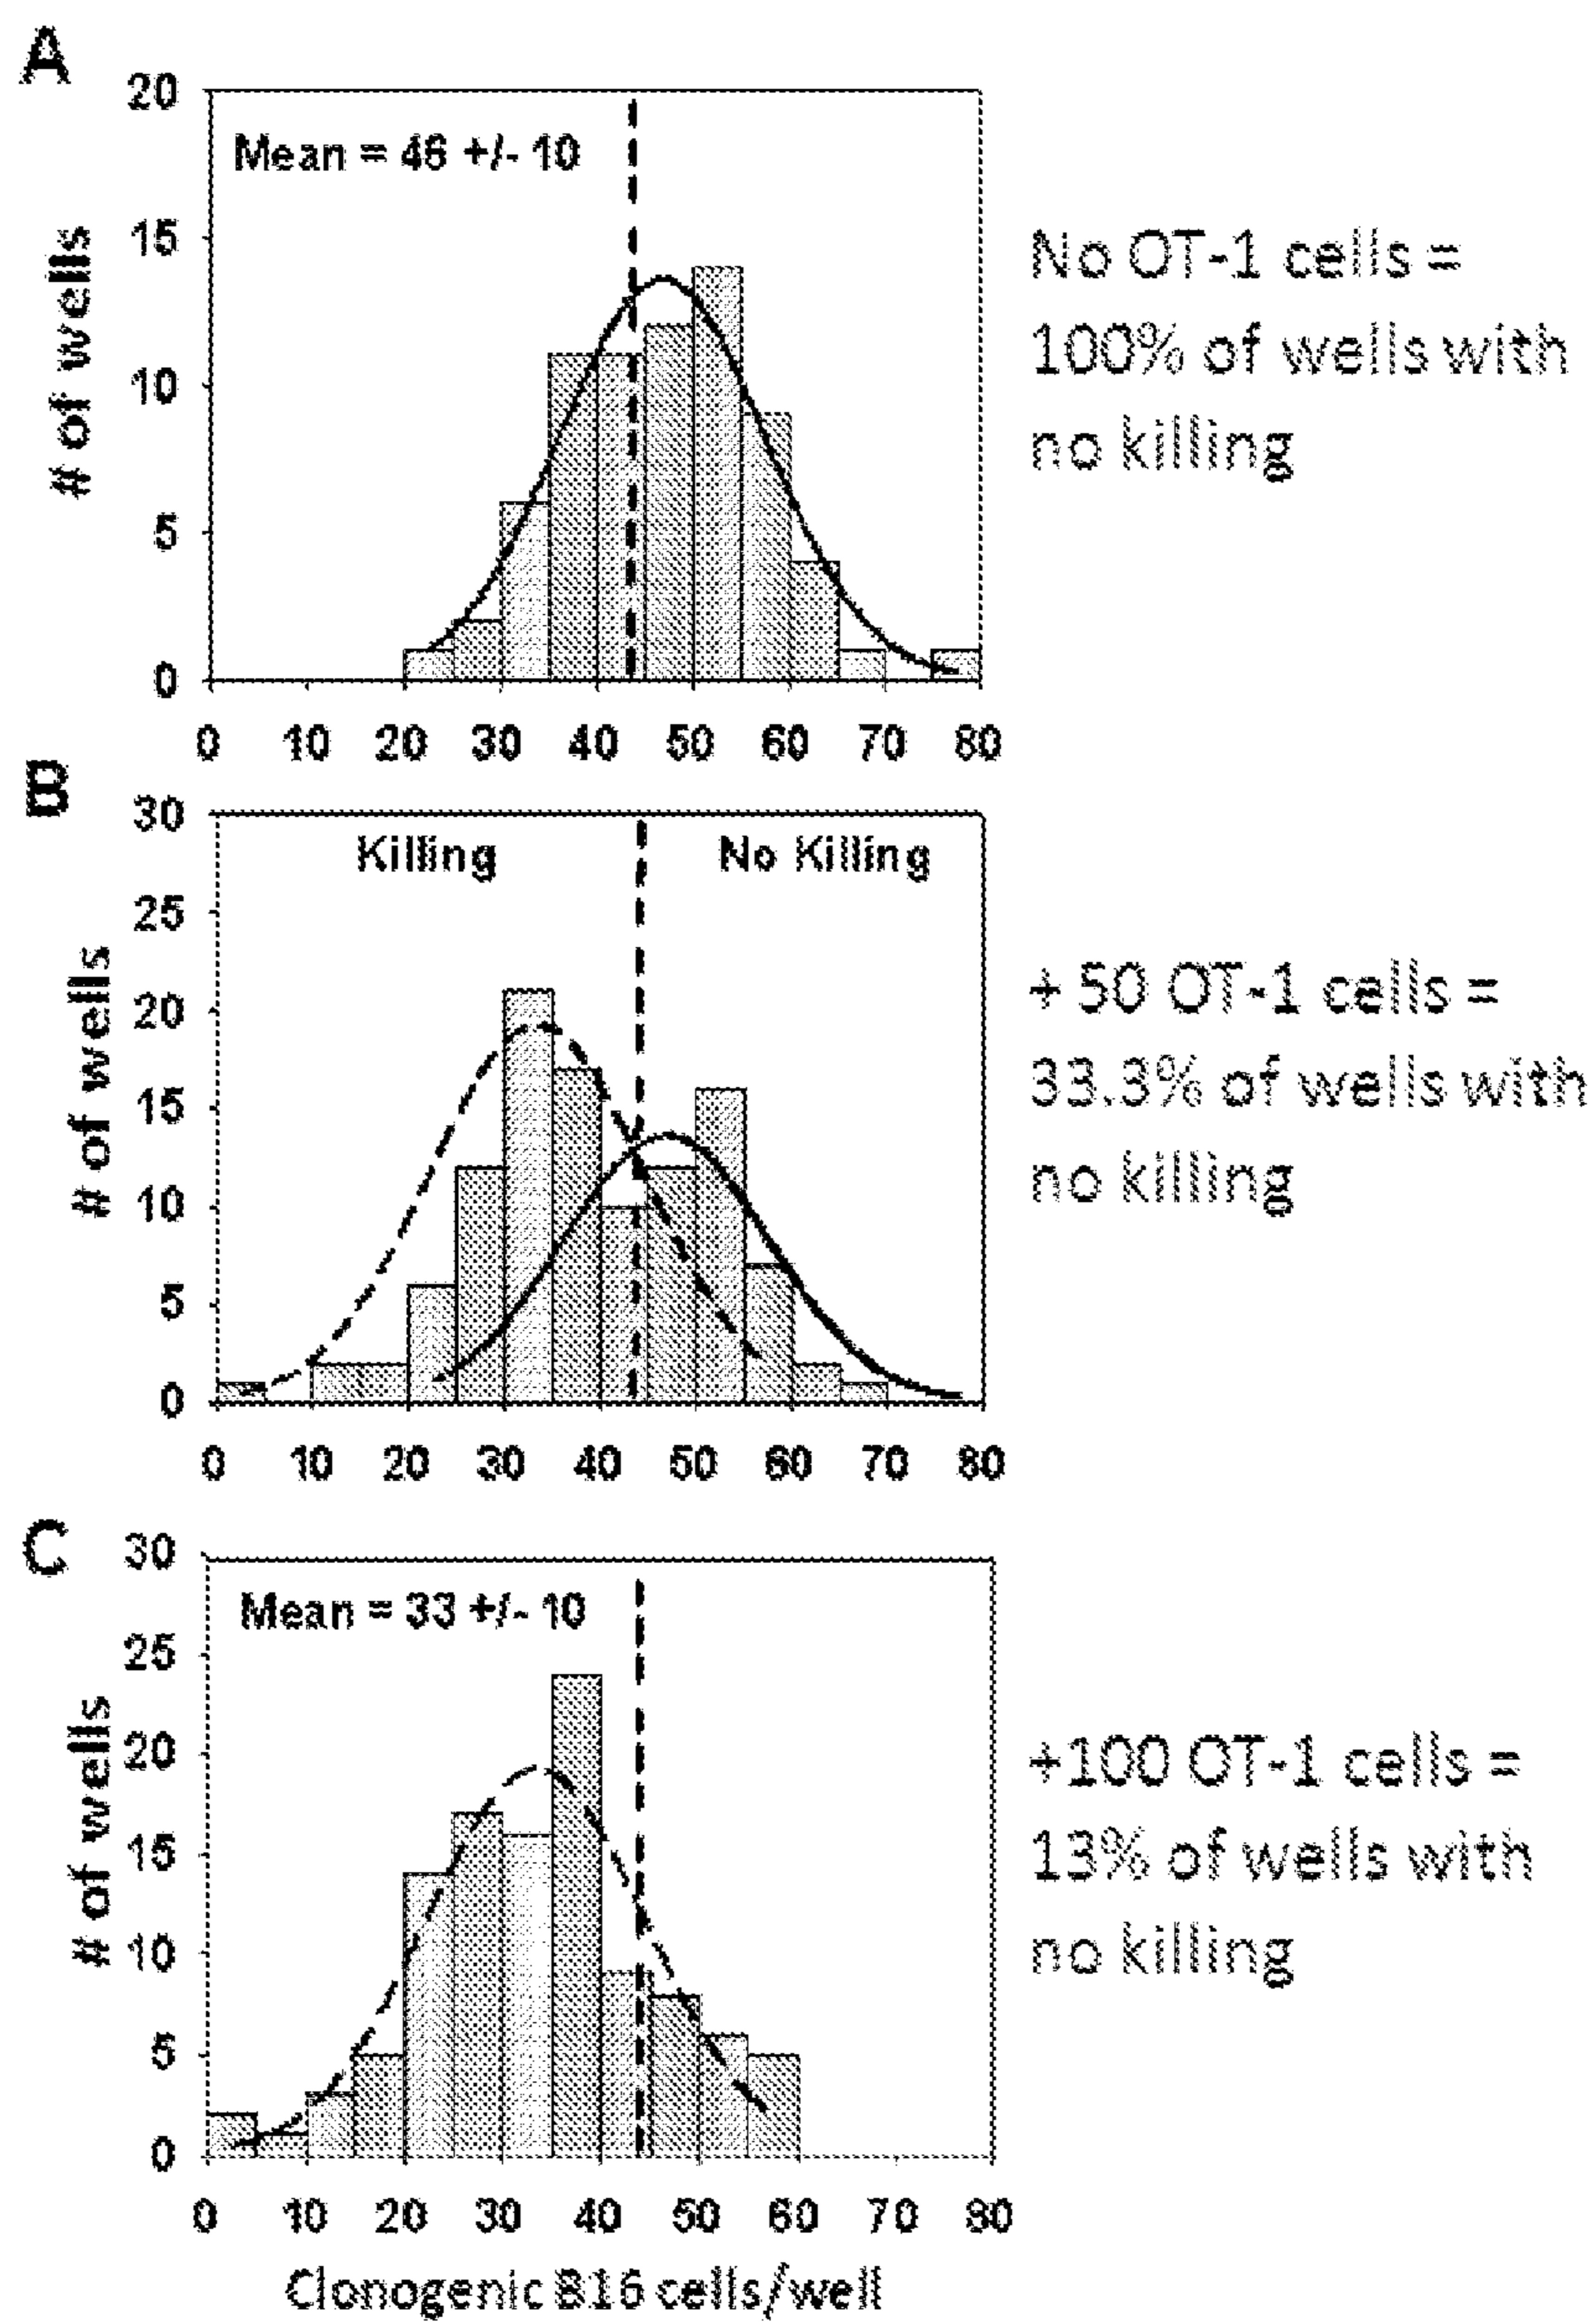 A
20
Mean = 46 +/- 10
15
10
5
0
# of wells
0 10 20 30 40 50 60 70 80
No OT-1 cells =
100% of wells with
no killing
B
30
Killing No Killing
25
20
15
10
5
0
# of wells
0 10 20 30 40 50 60 70 80
+ 50 OT-1 cells =
33.3% of wells with
no killing
C
30
Mean = 33 +/- 10
25
20
15
10
5
0
# of wells
0 10 20 30 40 50 60 70 80
Clonogenic B16 cells/well
+100 OT-1 cells =
13% of wells with
no killing